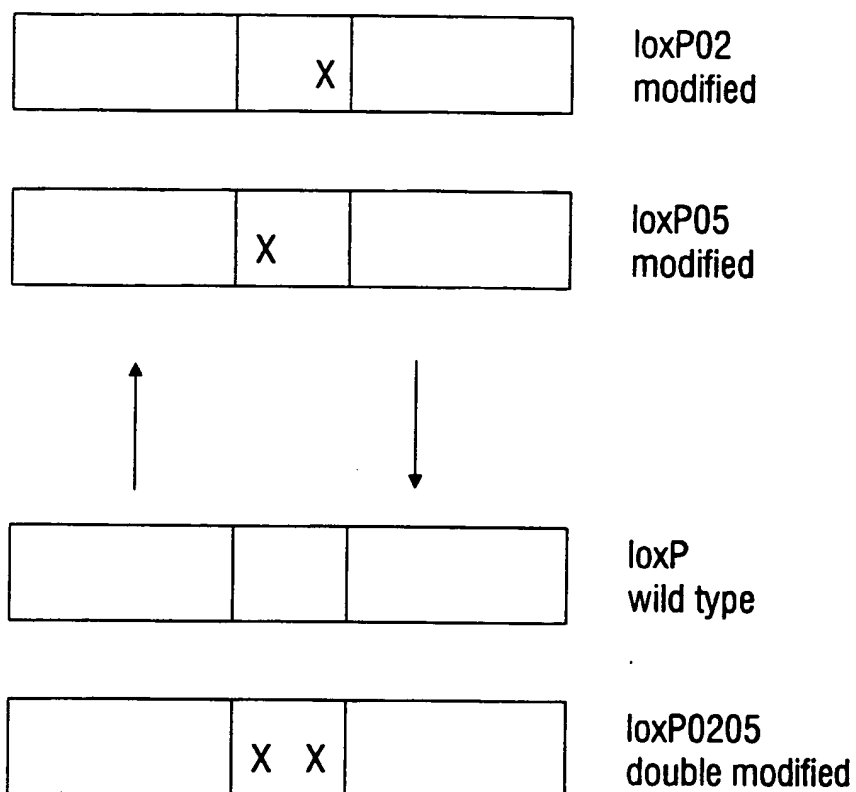 loxP02
modified
X
loxP05
modified
X
loxP
wild type
loxP0205
double modified
X X